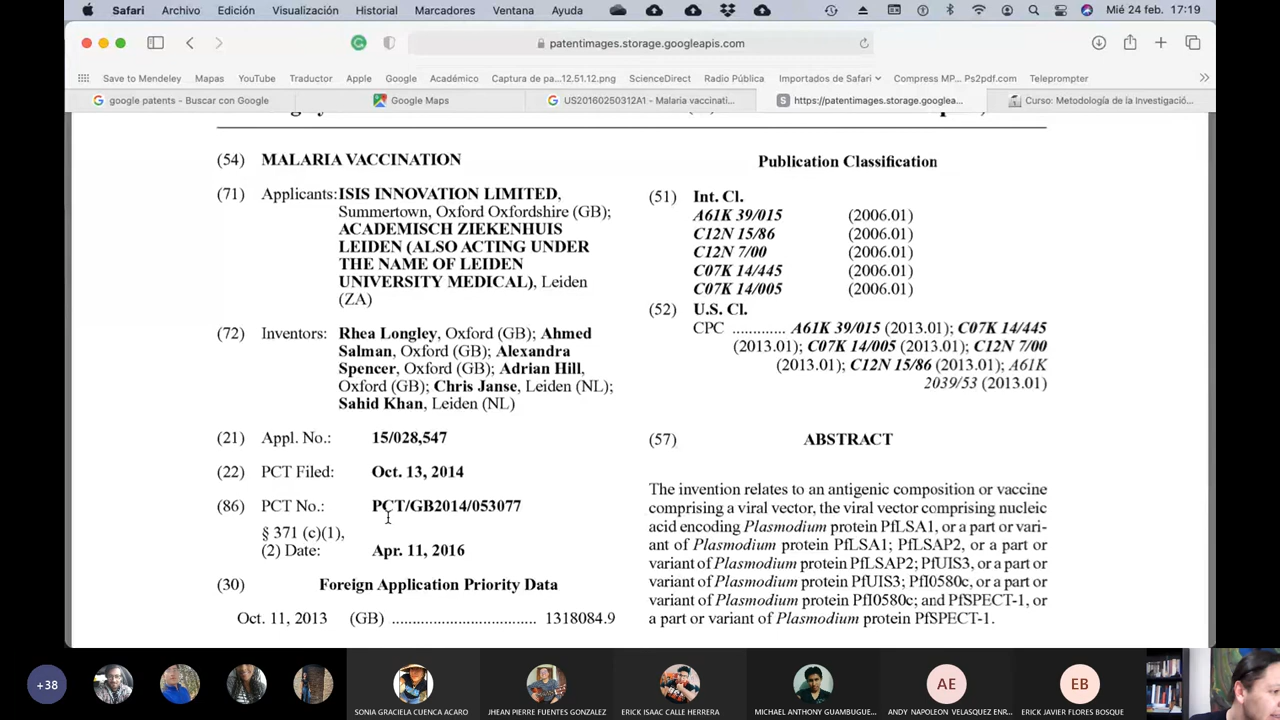 Safari Archivo Edición Visualización Historial Marcadores Ventana Ayuda Mié 24 feb. 17:19
patentimages.storage.googleapis.com
Save to Mendeley Mapas YouTube Traductor Apple Google Académico Captura de pa...12.51.12.png ScienceDirect Radio Pública Importados de Safari Compress MP... Ps2pdf.com Teleprompter
google patents - Buscar con Google Google Maps US20160250312A1 - Malaria vaccinati... https://patentimages.storage.googlea... Curso: Metodología de la Investigació...
(54) MALARIA VACCINATION
(71) Applicants: ISIS INNOVATION LIMITED,
Summertown, Oxford Oxfordshire (GB);
ACADEMISCH ZIEKENHUIS
LEIDEN (ALSO ACTING UNDER
THE NAME OF LEIDEN
UNIVERSITY MEDICAL), Leiden
(ZA)
(72) Inventors: Rhea Longley, Oxford (GB); Ahmed
Salman, Oxford (GB); Alexandra
Spencer, Oxford (GB); Adrian Hill,
Oxford (GB); Chris Janse, Leiden (NL);
Sahid Khan, Leiden (NL)
(21) Appl. No.: 15/028,547
(22) PCT Filed: Oct. 13, 2014
(86) PCT No.: PCT/GB2014/053077
§ 371 (c)(1),
(2) Date: Apr. 11, 2016
(30) Foreign Application Priority Data
Oct. 11, 2013 (GB) .................................. 1318084.9
Publication Classification
(51) Int. Cl.
A61K 39/015 (2006.01)
C12N 15/86 (2006.01)
C12N 7/00 (2006.01)
C07K 14/445 (2006.01)
C07K 14/005 (2006.01)
(52) U.S. Cl.
CPC ............. A61K 39/015 (2013.01); C07K 14/445
(2013.01); C07K 14/005 (2013.01); C12N 7/00
(2013.01); C12N 15/86 (2013.01); A61K
2039/53 (2013.01)
(57) ABSTRACT
The invention relates to an antigenic composition or vaccine
comprising a viral vector, the viral vector comprising nucleic
acid encoding Plasmodium protein PfLSA1, or a part or vari-
ant of Plasmodium protein PfLSA1; PfLSAP2, or a part or
variant of Plasmodium protein PfLSAP2; PfUIS3, or a part or
variant of Plasmodium protein PfUIS3; PfI0580c, or a part or
variant of Plasmodium protein PfI0580c; and PfSPECT-1, or
a part or variant of Plasmodium protein PfSPECT-1.
+38 AE EB
SONIA GRACIELA CUENCA ACARO JHEAN PIERRE FUENTES GONZALEZ ERICK ISAAC CALLE HERRERA MICHAEL ANTHONY GUAMBUGUE... ANDY NAPOLEON VELASQUEZ ENR... ERICK JAVIER FLORES BOSQUE